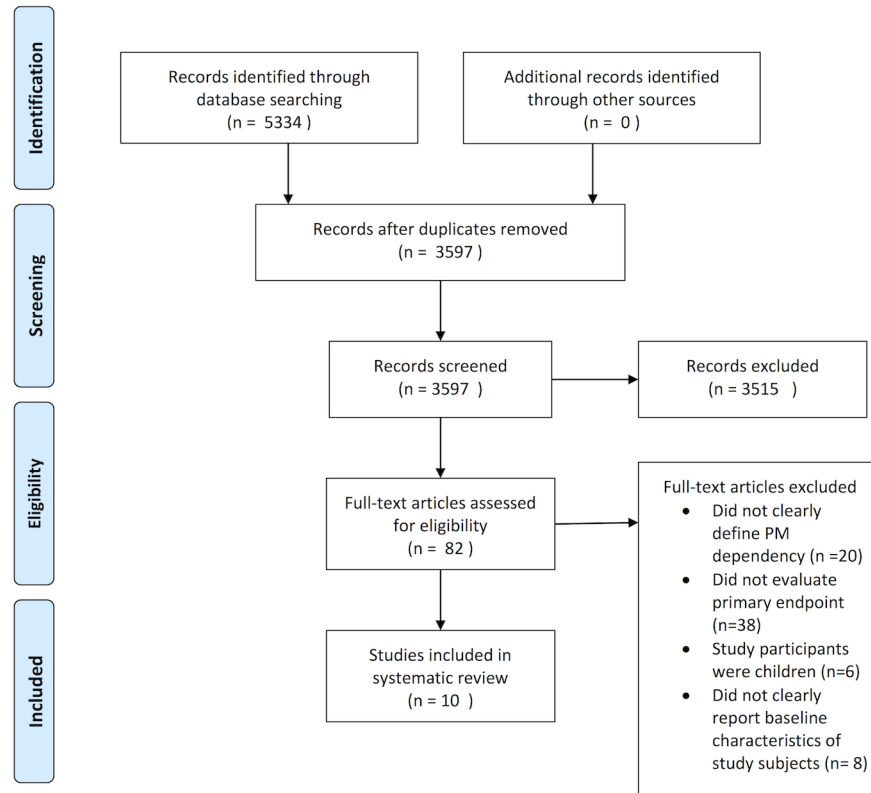 Identification
Records identified through
database searching
(n = 5334 )
Additional records identified
through other sources
(n = 0 )
Screening
Records after duplicates removed
(n = 3597 )
Records screened
(n = 3597 )
Records excluded
(n = 3515 )
Eligibility
Full-text articles assessed
for eligibility
(n = 82 )
Full-text articles excluded
• Did not clearly
define PM
dependency (n =20)
• Did not evaluate
primary endpoint
(n=38)
• Study participants
were children (n=6)
• Did not clearly
report baseline
characteristics of
study subjects (n= 8)
Included
Studies included in
systematic review
(n = 10 )